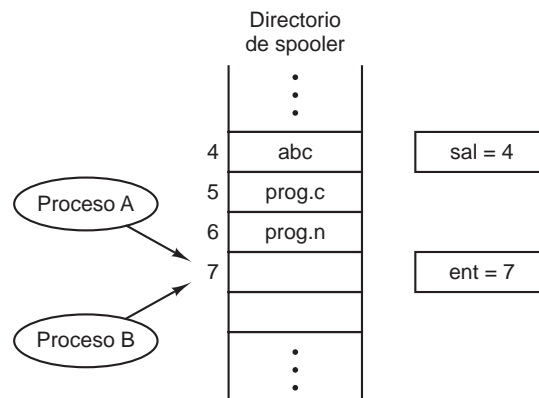 Directorio
de spooler
4 abc sal = 4
5 prog.c
Proceso A
6 prog.n
7 ent = 7
Proceso B